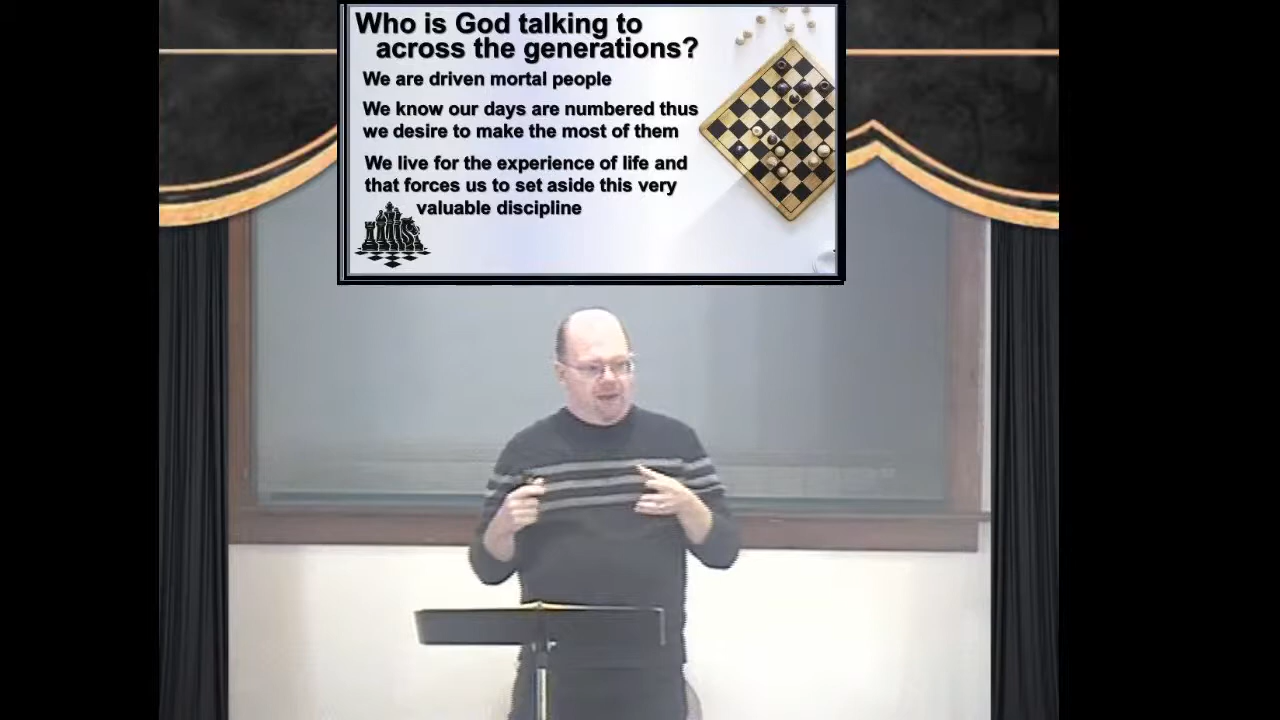 Who is God talking to
across the generations?
We are driven mortal people
We know our days are numbered thus
we desire to make the most of them
We live for the experience of life and
that forces us to set aside this very
valuable discipline